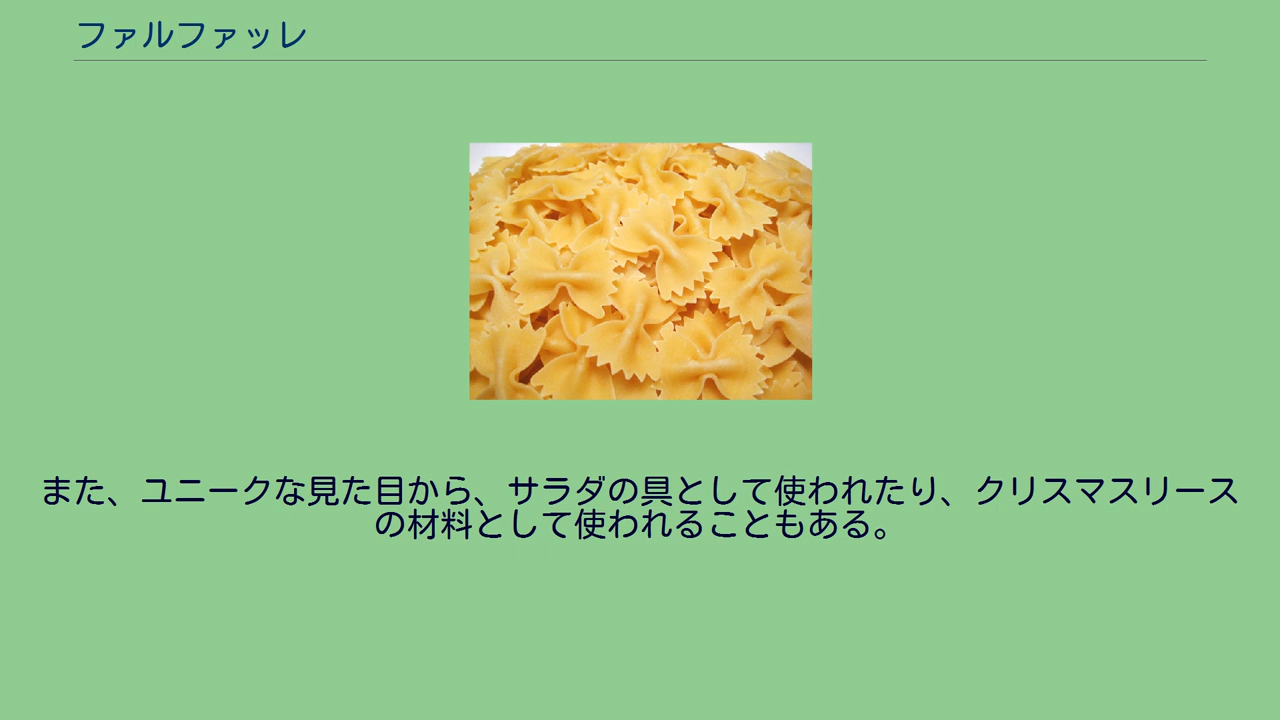 ファルファッレ
また、ユニークな見た目から、サラダの具として使われたり、クリスマスリース
の材料として使われることもある。